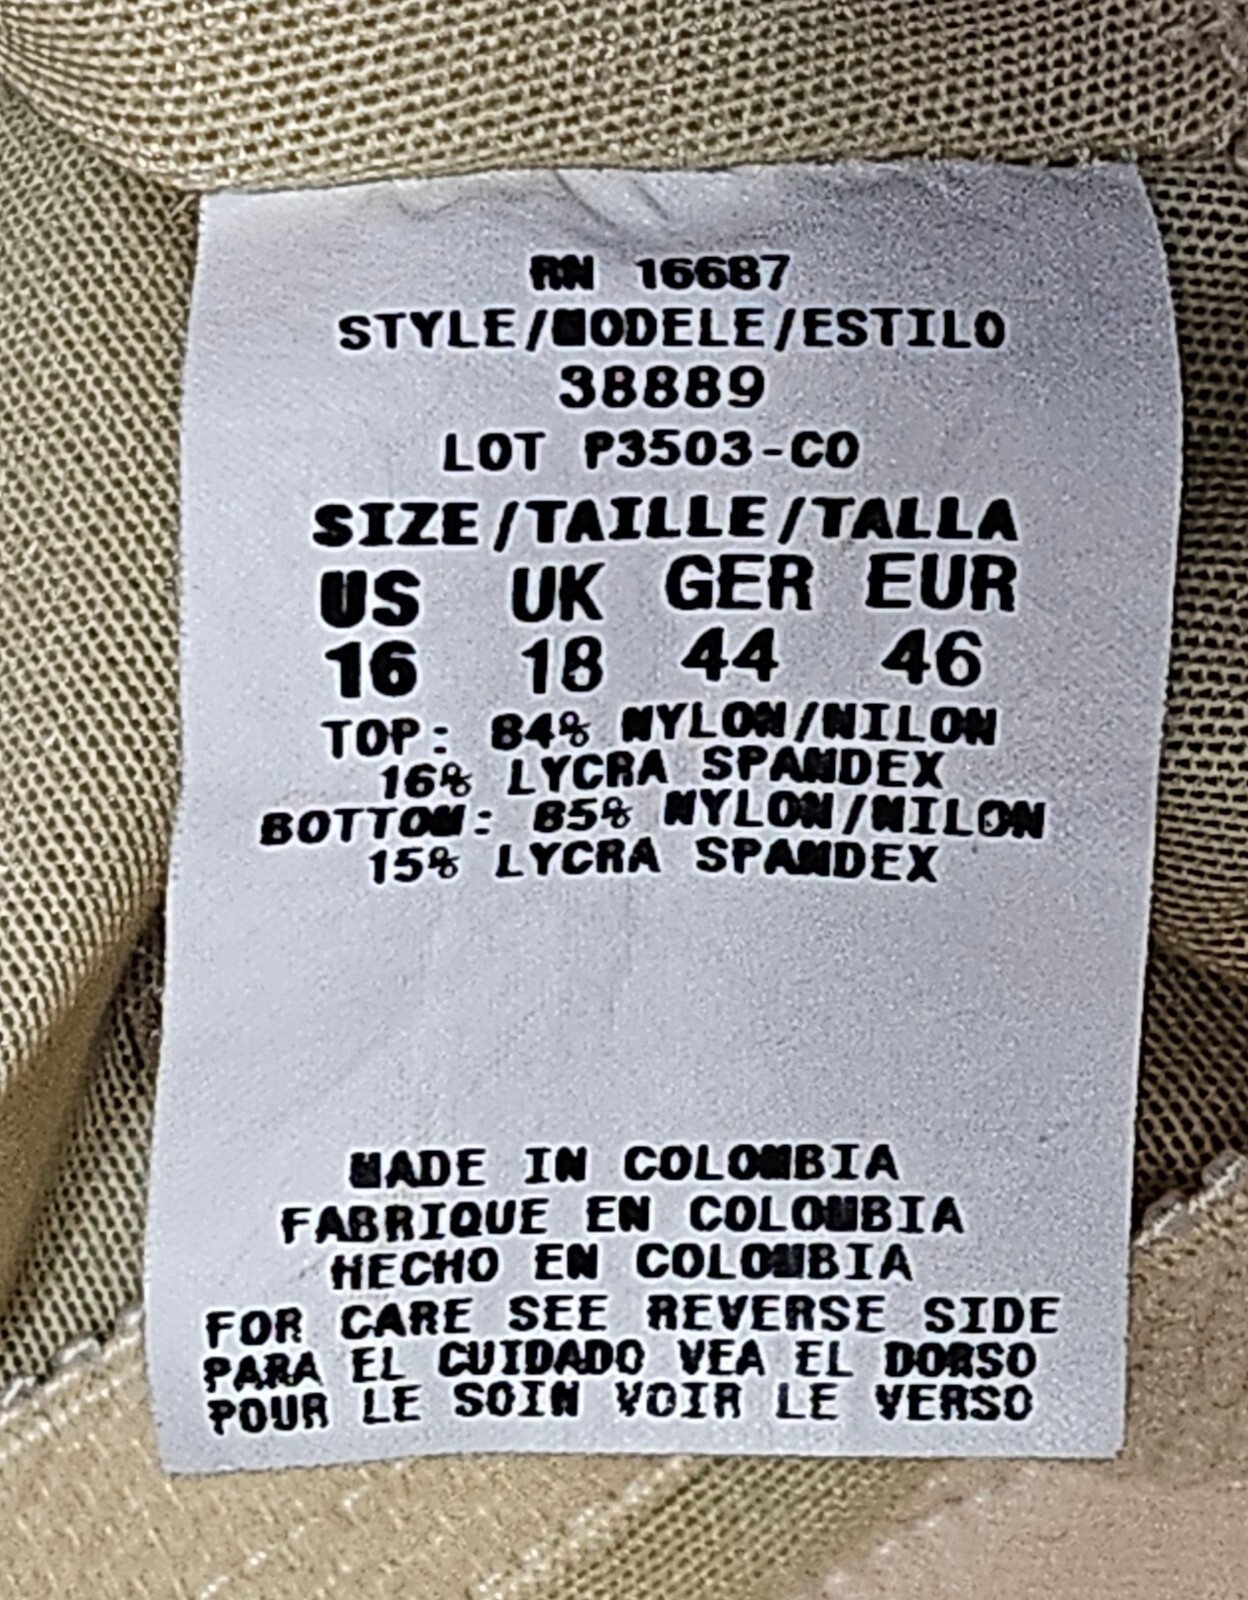 RN 16687
STYLE/MODELE/ESTILO
38889
LOT P3503-CO
SIZE/TAILLE/TALLA
US UK GER EUR
16 18 44 46
TOP: 84% NYLON/NILON
16% LYCRA SPANDEX
BOTTOM: 85% NYLON/NILON
15% LYCRA SPANDEX
MADE IN COLOMBIA
FABRIQUE EN COLOMBIA
HECHO EN COLOMBIA
FOR CARE SEE REVERSE SIDE
PARA EL CUIDADO VEA EL DORSO
POUR LE SOIN VOIR LE VERSO